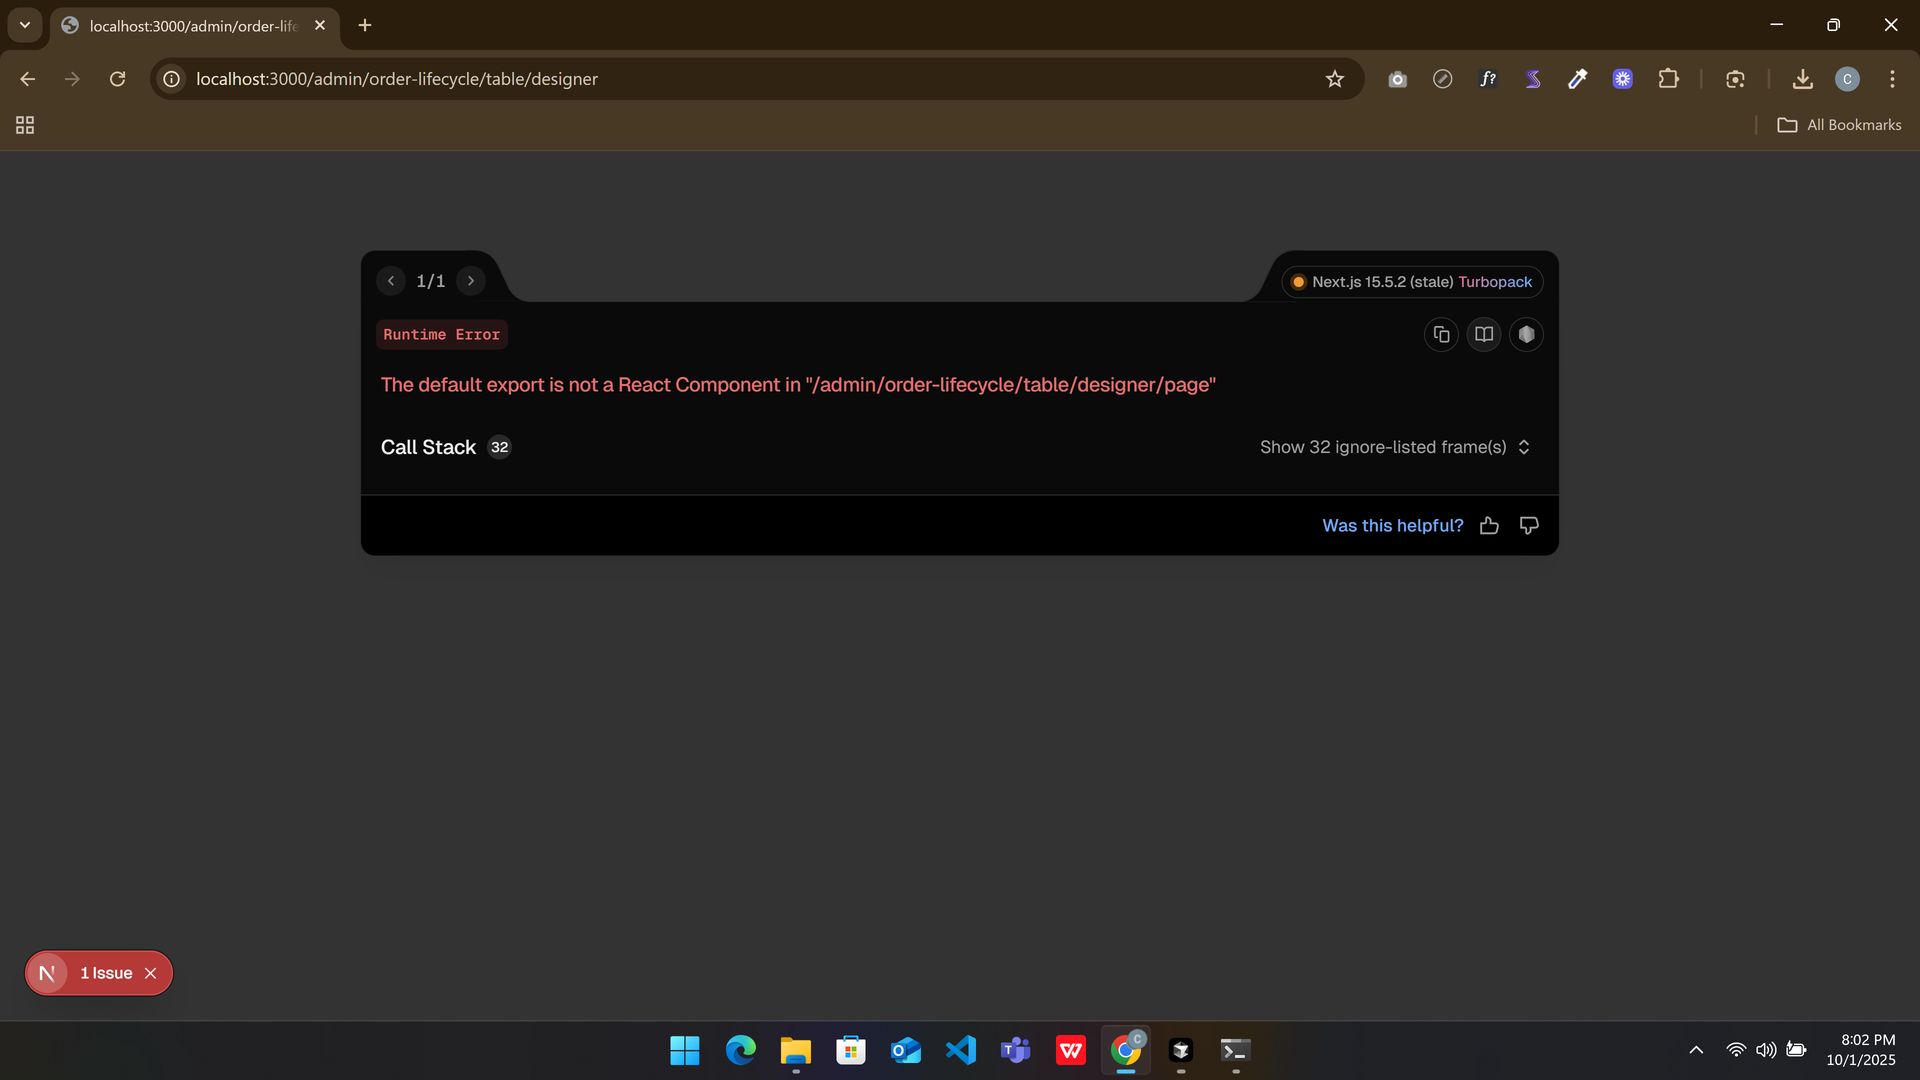 localhost:3000/admin/order-life
localhost:3000/admin/order-lifecycle/table/designer
f?
C
All Bookmarks
1/1
Next.js 15.5.2 (stale) Turbopack
Runtime Error
The default export is not a React Component in "/admin/order-lifecycle/table/designer/page"
Call Stack 32
Show 32 ignore-listed frame(s)
Was this helpful?
N 1 Issue
C
8:02 PM
10/1/2025